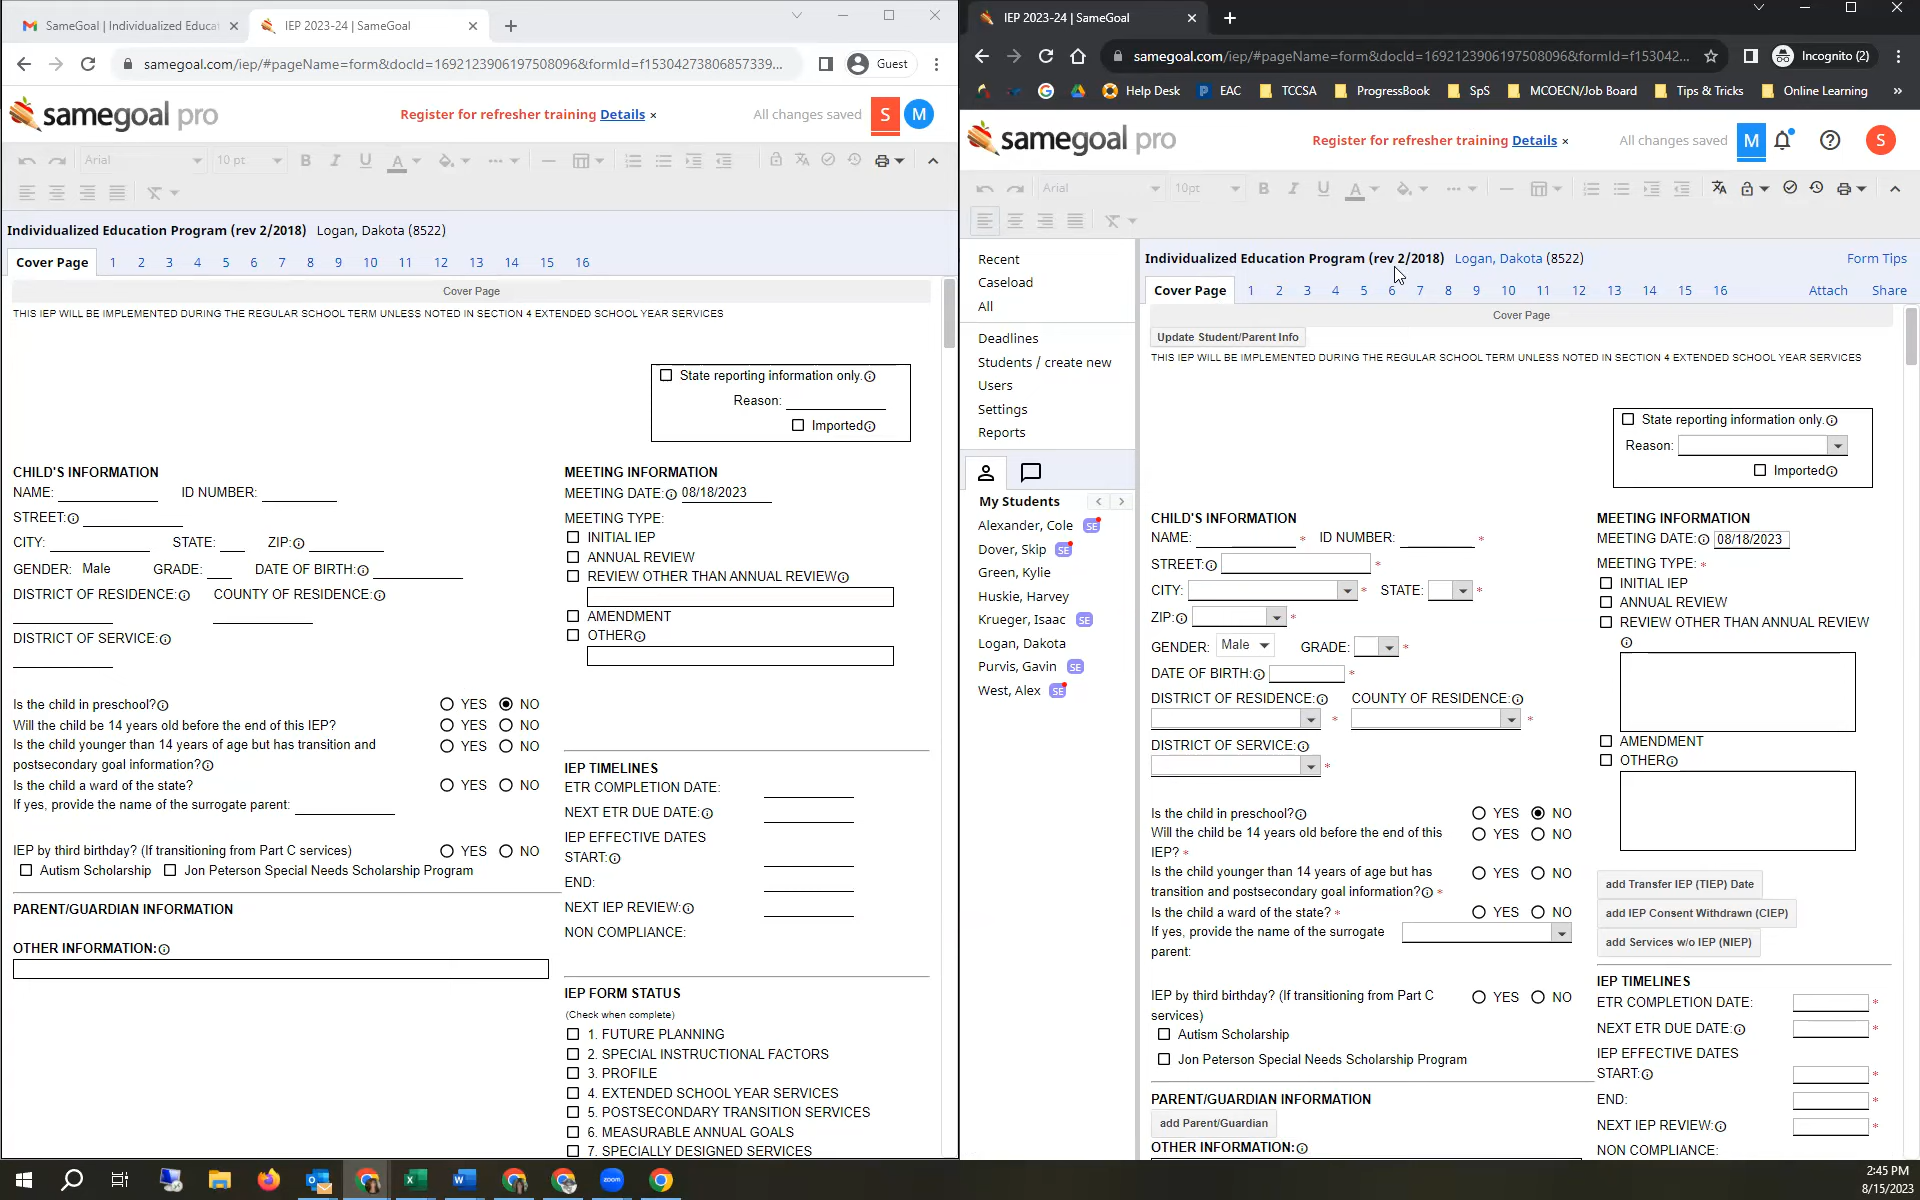 SameGoal | Individualized Educat
IEP 2023-24 | SameGoal
samegoal.com/iep/#pageName=form&docId=1692123906197508096&formId=f15304273806857339...
Guest
samegoal pro
Register for refresher training Details ×
All changes saved
S
M
Arial
10 pt
B I U A
Individualized Education Program (rev 2/2018) Logan, Dakota (8522)
Cover Page 1 2 3 4 5 6 7 8 9 10 11 12 13 14 15 16
Cover Page
THIS IEP WILL BE IMPLEMENTED DURING THE REGULAR SCHOOL TERM UNLESS NOTED IN SECTION 4 EXTENDED SCHOOL YEAR SERVICES
State reporting information only.
Reason:
Imported
CHILD'S INFORMATION
NAME: ID NUMBER:
STREET:
CITY: STATE: ZIP:
GENDER: Male GRADE: DATE OF BIRTH:
DISTRICT OF RESIDENCE: COUNTY OF RESIDENCE:
DISTRICT OF SERVICE:
MEETING INFORMATION
MEETING DATE: 08/18/2023
MEETING TYPE:
INITIAL IEP
ANNUAL REVIEW
REVIEW OTHER THAN ANNUAL REVIEW
AMENDMENT
OTHER
Is the child in preschool? YES NO
Will the child be 14 years old before the end of this IEP? YES NO
Is the child younger than 14 years of age but has transition and YES NO
postsecondary goal information?
Is the child a ward of the state? YES NO
If yes, provide the name of the surrogate parent:
IEP by third birthday? (If transitioning from Part C services) YES NO
Autism Scholarship Jon Peterson Special Needs Scholarship Program
PARENT/GUARDIAN INFORMATION
OTHER INFORMATION:
IEP TIMELINES
ETR COMPLETION DATE:
NEXT ETR DUE DATE:
IEP EFFECTIVE DATES
START:
END:
NEXT IEP REVIEW:
NON COMPLIANCE:
IEP FORM STATUS
(Check when complete)
1. FUTURE PLANNING
2. SPECIAL INSTRUCTIONAL FACTORS
3. PROFILE
4. EXTENDED SCHOOL YEAR SERVICES
5. POSTSECONDARY TRANSITION SERVICES
6. MEASURABLE ANNUAL GOALS
7. SPECIALLY DESIGNED SERVICES
IEP 2023-24 | SameGoal
samegoal.com/iep/#pageName=form&docId=1692123906197508096&formId=f153042...
Incognito (2)
Help Desk EAC TCCSA ProgressBook SpS MCOECN/Job Board Tips & Tricks Online Learning »
samegoal pro
Register for refresher training Details ×
All changes saved
M
S
Arial
10pt
B I U A
Recent
Caseload
All
Deadlines
Students / create new
Users
Settings
Reports
My Students
Alexander, Cole SE
Dover, Skip SE
Green, Kylie
Huskie, Harvey
Krueger, Isaac SE
Logan, Dakota
Purvis, Gavin SE
West, Alex SE
Individualized Education Program (rev 2/2018) Logan, Dakota (8522)
Form Tips
Cover Page 1 2 3 4 5 6 7 8 9 10 11 12 13 14 15 16
Attach Share
Cover Page
Update Student/Parent Info
THIS IEP WILL BE IMPLEMENTED DURING THE REGULAR SCHOOL TERM UNLESS NOTED IN SECTION 4 EXTENDED SCHOOL YEAR SERVICES
State reporting information only.
Reason:
Imported
CHILD'S INFORMATION
NAME: * ID NUMBER: *
STREET: *
CITY: * STATE: *
ZIP: *
GENDER: Male GRADE: *
DATE OF BIRTH: *
DISTRICT OF RESIDENCE: * COUNTY OF RESIDENCE: *
DISTRICT OF SERVICE: *
MEETING INFORMATION
MEETING DATE: 08/18/2023
MEETING TYPE: *
INITIAL IEP
ANNUAL REVIEW
REVIEW OTHER THAN ANNUAL REVIEW
AMENDMENT
OTHER
Is the child in preschool? YES NO
Will the child be 14 years old before the end of this YES NO
IEP? *
Is the child younger than 14 years of age but has YES NO
transition and postsecondary goal information? *
Is the child a ward of the state? * YES NO
If yes, provide the name of the surrogate
parent:
IEP by third birthday? (If transitioning from Part C YES NO
services)
Autism Scholarship
Jon Peterson Special Needs Scholarship Program
PARENT/GUARDIAN INFORMATION
add Parent/Guardian
OTHER INFORMATION:
add Transfer IEP (TIEP) Date
add IEP Consent Withdrawn (CIEP)
add Services w/o IEP (NIEP)
IEP TIMELINES
ETR COMPLETION DATE: *
NEXT ETR DUE DATE: *
IEP EFFECTIVE DATES
START: *
END: *
NEXT IEP REVIEW: *
NON COMPLIANCE:
2:45 PM
8/15/2023